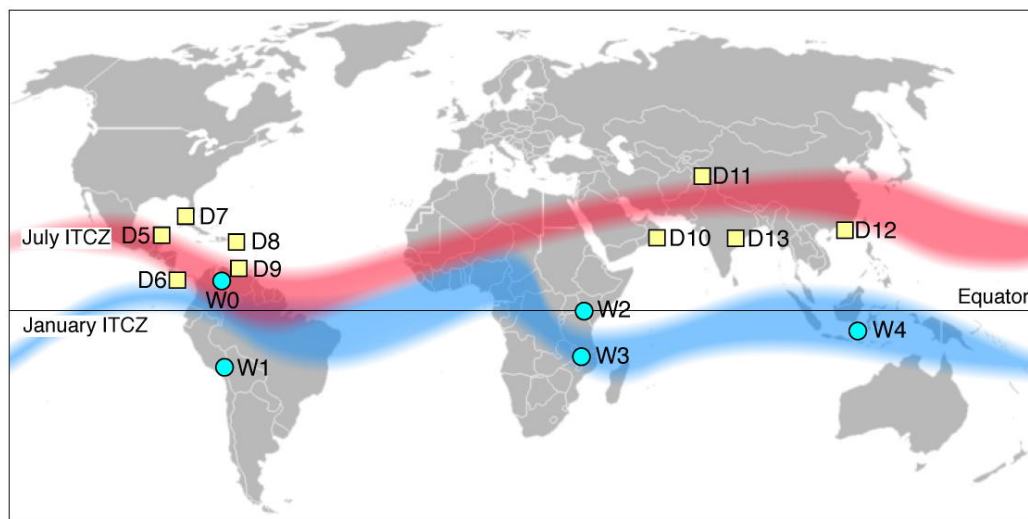 D11
D7
D5
July ITCZ
D8
D12
D10
D13
D9
D6
W0
Equator
W2
January ITCZ
W4
W3
W1